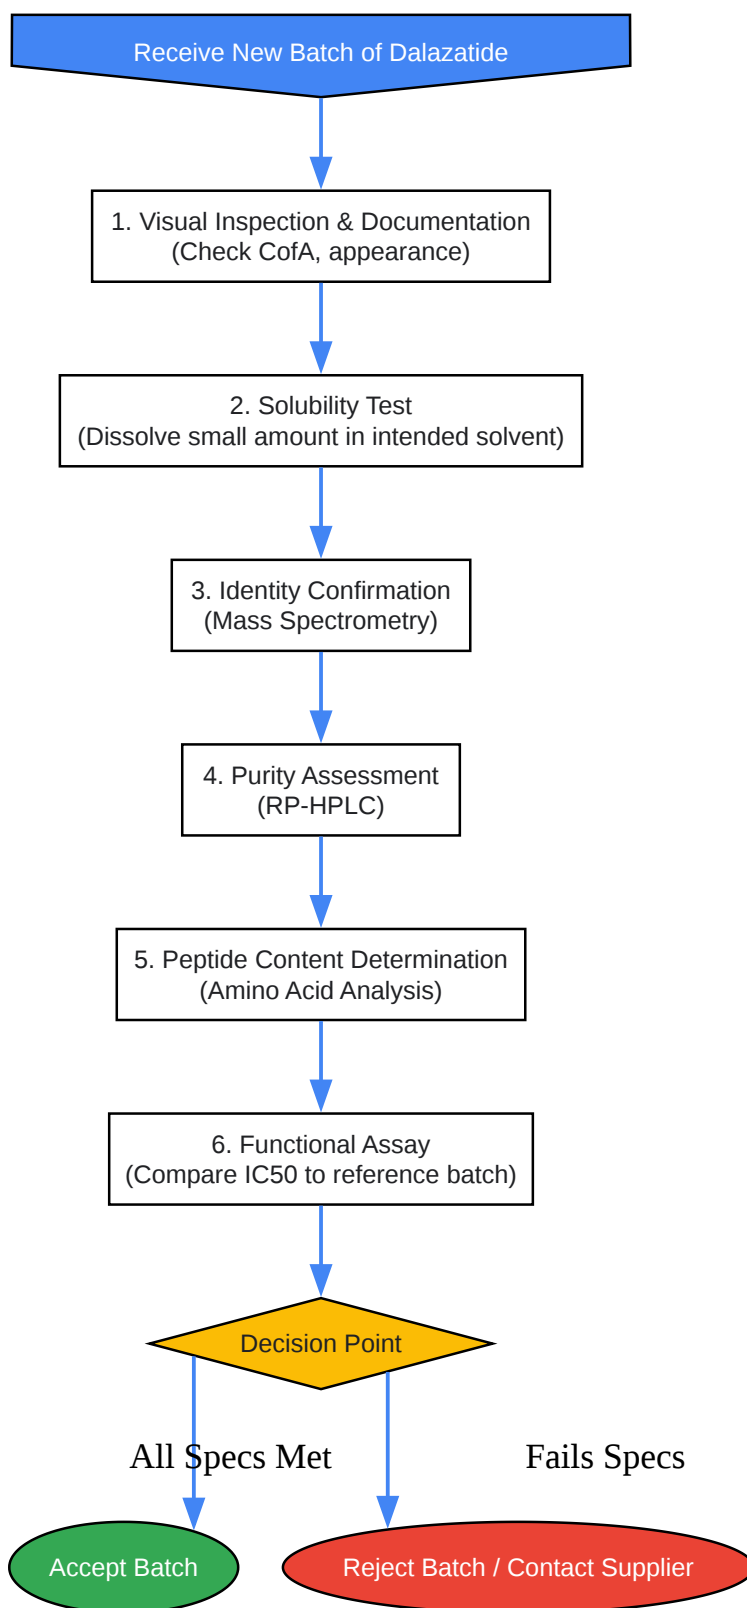 Receive New Batch of Dalazatide
1. Visual Inspection & Documentation
(Check CofA, appearance)
2. Solubility Test
(Dissolve small amount in intended solvent)
3. Identity Confirmation
(Mass Spectrometry)
4. Purity Assessment
(RP-HPLC)
5. Peptide Content Determination
(Amino Acid Analysis)
6. Functional Assay
(Compare IC50 to reference batch)
Decision Point
All Specs Met
Fails Specs
Accept Batch
Reject Batch / Contact Supplier